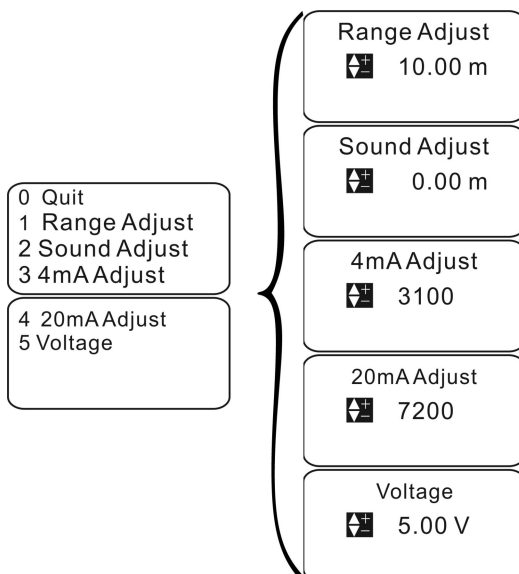 0 Quit
1 Range Adjust
2 Sound Adjust
3 4mA Adjust
4 20mA Adjust
5 Voltage
Range Adjust
10.00 m
Sound Adjust
0.00 m
4mA Adjust
3100
20mA Adjust
7200
Voltage
5.00 V